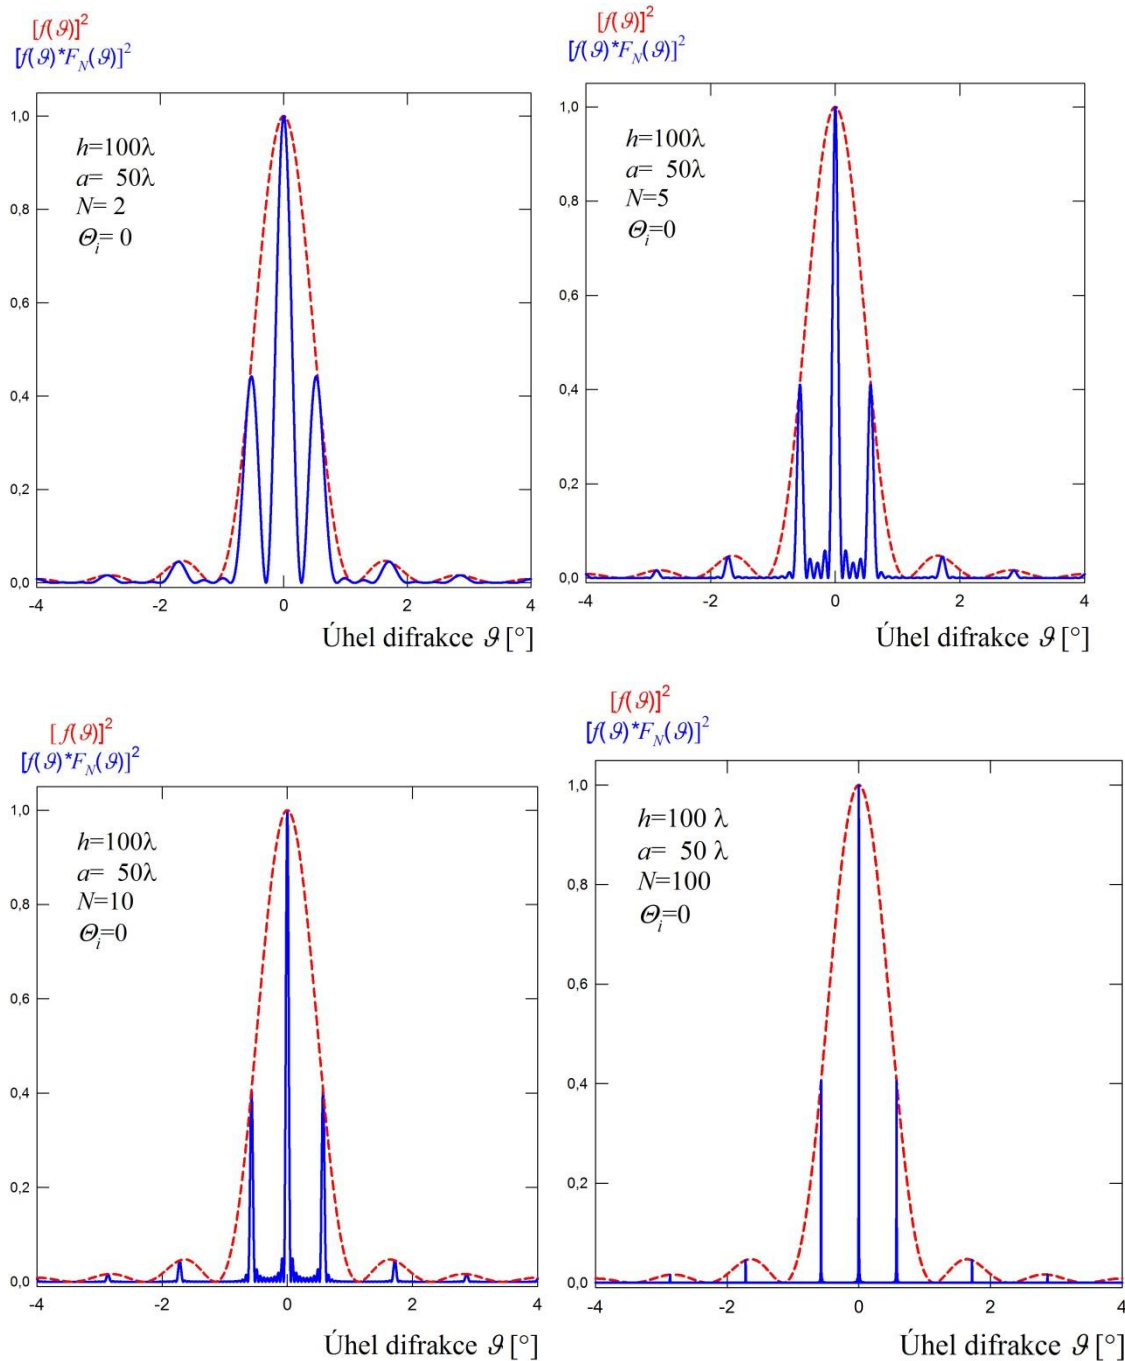 [f(ϑ)]²
[f(ϑ)*F_N(ϑ)]²
1,0
0,8
0,6
0,4
0,2
0,0
h=100λ
a= 50λ
N= 2
Θ_i= 0
-4 -2 0 2 4
Úhel difrakce ϑ [°]
[f(ϑ)]²
[f(ϑ)*F_N(ϑ)]²
1,0
0,8
0,6
0,4
0,2
0,0
h=100λ
a= 50λ
N=5
Θ_i=0
-4 -2 0 2 4
Úhel difrakce ϑ [°]
[f(ϑ)]²
[f(ϑ)*F_N(ϑ)]²
1,0
0,8
0,6
0,4
0,2
0,0
h=100λ
a= 50λ
N=10
Θ_i=0
-4 -2 0 2 4
Úhel difrakce ϑ [°]
[f(ϑ)]²
[f(ϑ)*F_N(ϑ)]²
1,0
0,8
0,6
0,4
0,2
0,0
h=100 λ
a= 50 λ
N=100
Θ_i=0
-4 -2 0 2 4
Úhel difrakce ϑ [°]